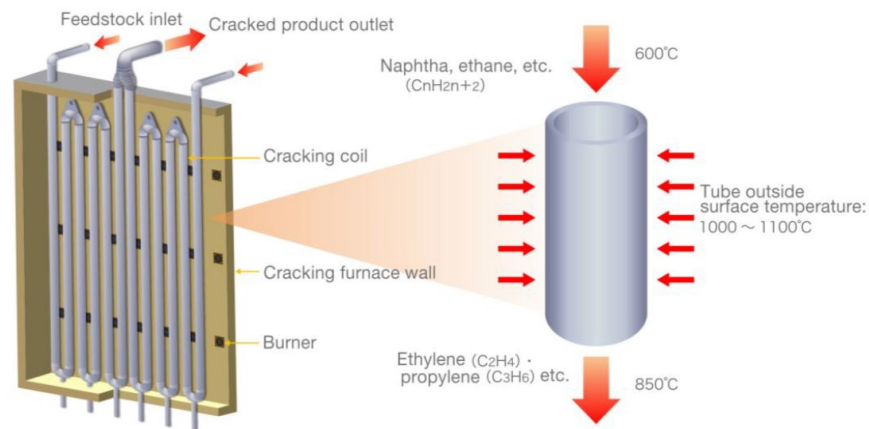 Feedstock inlet
Cracked product outlet
Naphtha, ethane, etc.
(CnH2n+2)
600℃
Cracking coil
Tube outside
surface temperature:
1000 ～ 1100℃
Cracking furnace wall
Burner
Ethylene (C2H4)・
propylene (C3H6) etc.
850℃